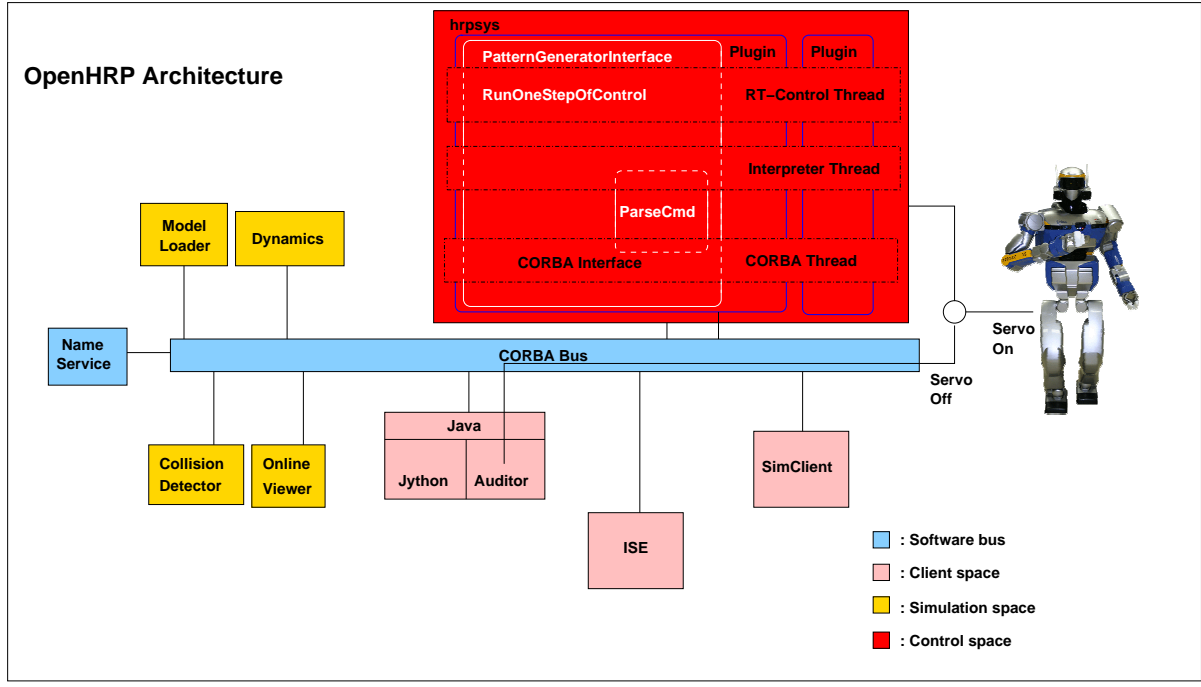 hrpsys
PatternGeneratorInterface
Plugin
Plugin
OpenHRP Architecture
RunOneStepOfControl
RT−Control Thread
Interpreter Thread
ParseCmd
Model
Loader
Dynamics
CORBA Interface
CORBA Thread
Name
Service
CORBA Bus
Servo
On
Servo
Off
Java
Jython
Auditor
Collision
Detector
Online
Viewer
SimClient
ISE
: Software bus
: Client space
: Simulation space
: Control space